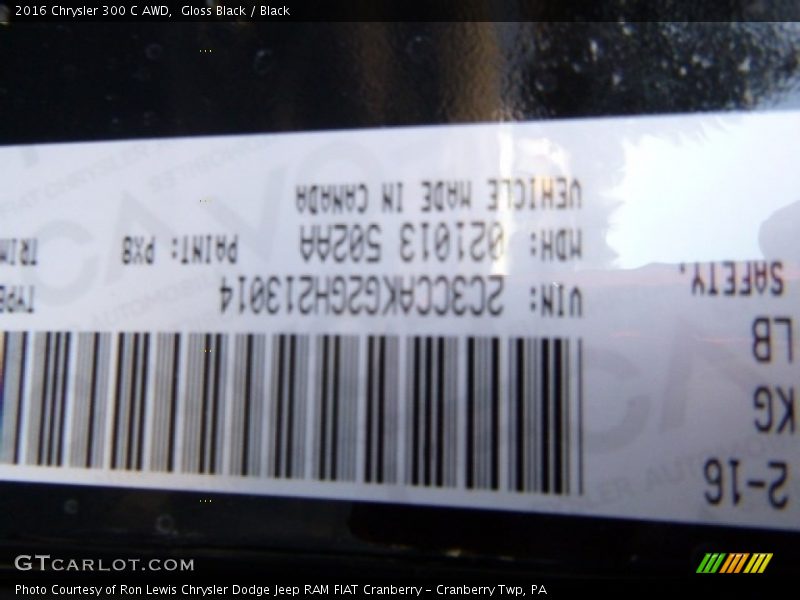 2016 Chrysler 300 C AWD, Gloss Black / Black
2-16
KG
LB
SAFETY.
VIN: 2C3CCAKG2GH213014 TYPE
MDH: 021013 502AA PAINT: PX8 TRIM
VEHICLE MADE IN CANADA
GTCARLOT.COM
Photo Courtesy of Ron Lewis Chrysler Dodge Jeep RAM FIAT Cranberry - Cranberry Twp, PA